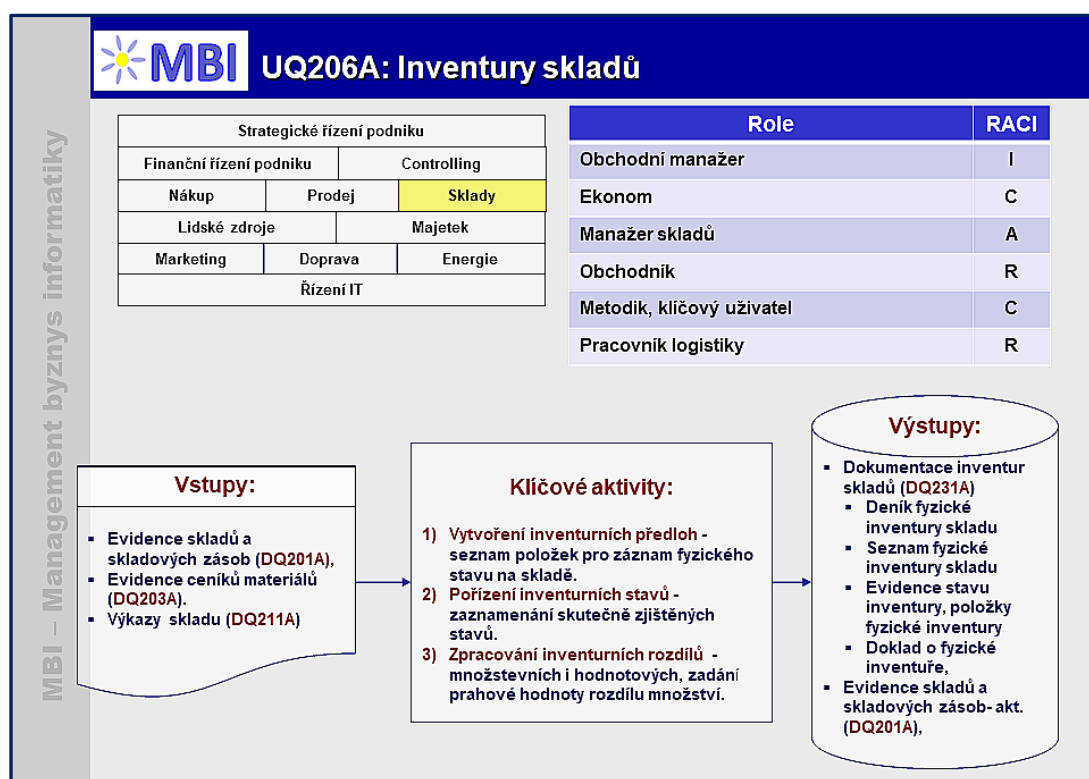 MBI
UQ206A: Inventury skladů
MBI – Management byznys informatiky
Strategické řízení podniku
Finanční řízení podniku
Controlling
Nákup
Prodej
Sklady
Lidské zdroje
Majetek
Marketing
Doprava
Energie
Řízení IT
Role RACI
Obchodní manažer I
Ekonom C
Manažer skladů A
Obchodník R
Metodik, klíčový uživatel C
Pracovník logistiky R
Vstupy:
▪ Evidence skladů a
skladových zásob (DQ201A),
▪ Evidence ceníků materiálů
(DQ203A).
▪ Výkazy skladu (DQ211A)
Klíčové aktivity:
1) Vytvoření inventurních předloh -
seznam položek pro záznam fyzického
stavu na skladě.
2) Pořízení inventurních stavů -
zaznamenání skutečně zjištěných
stavů.
3) Zpracování inventurních rozdílů -
množstevních i hodnotových, zadání
prahové hodnoty rozdílu množství.
Výstupy:
▪ Dokumentace inventur
skladů (DQ231A)
▪ Deník fyzické
inventury skladu
▪ Seznam fyzické
inventury skladu
▪ Evidence stavu
inventury, položky
fyzické inventury
▪ Doklad o fyzické
inventuře,
▪ Evidence skladů a
skladových zásob- akt.
(DQ201A),